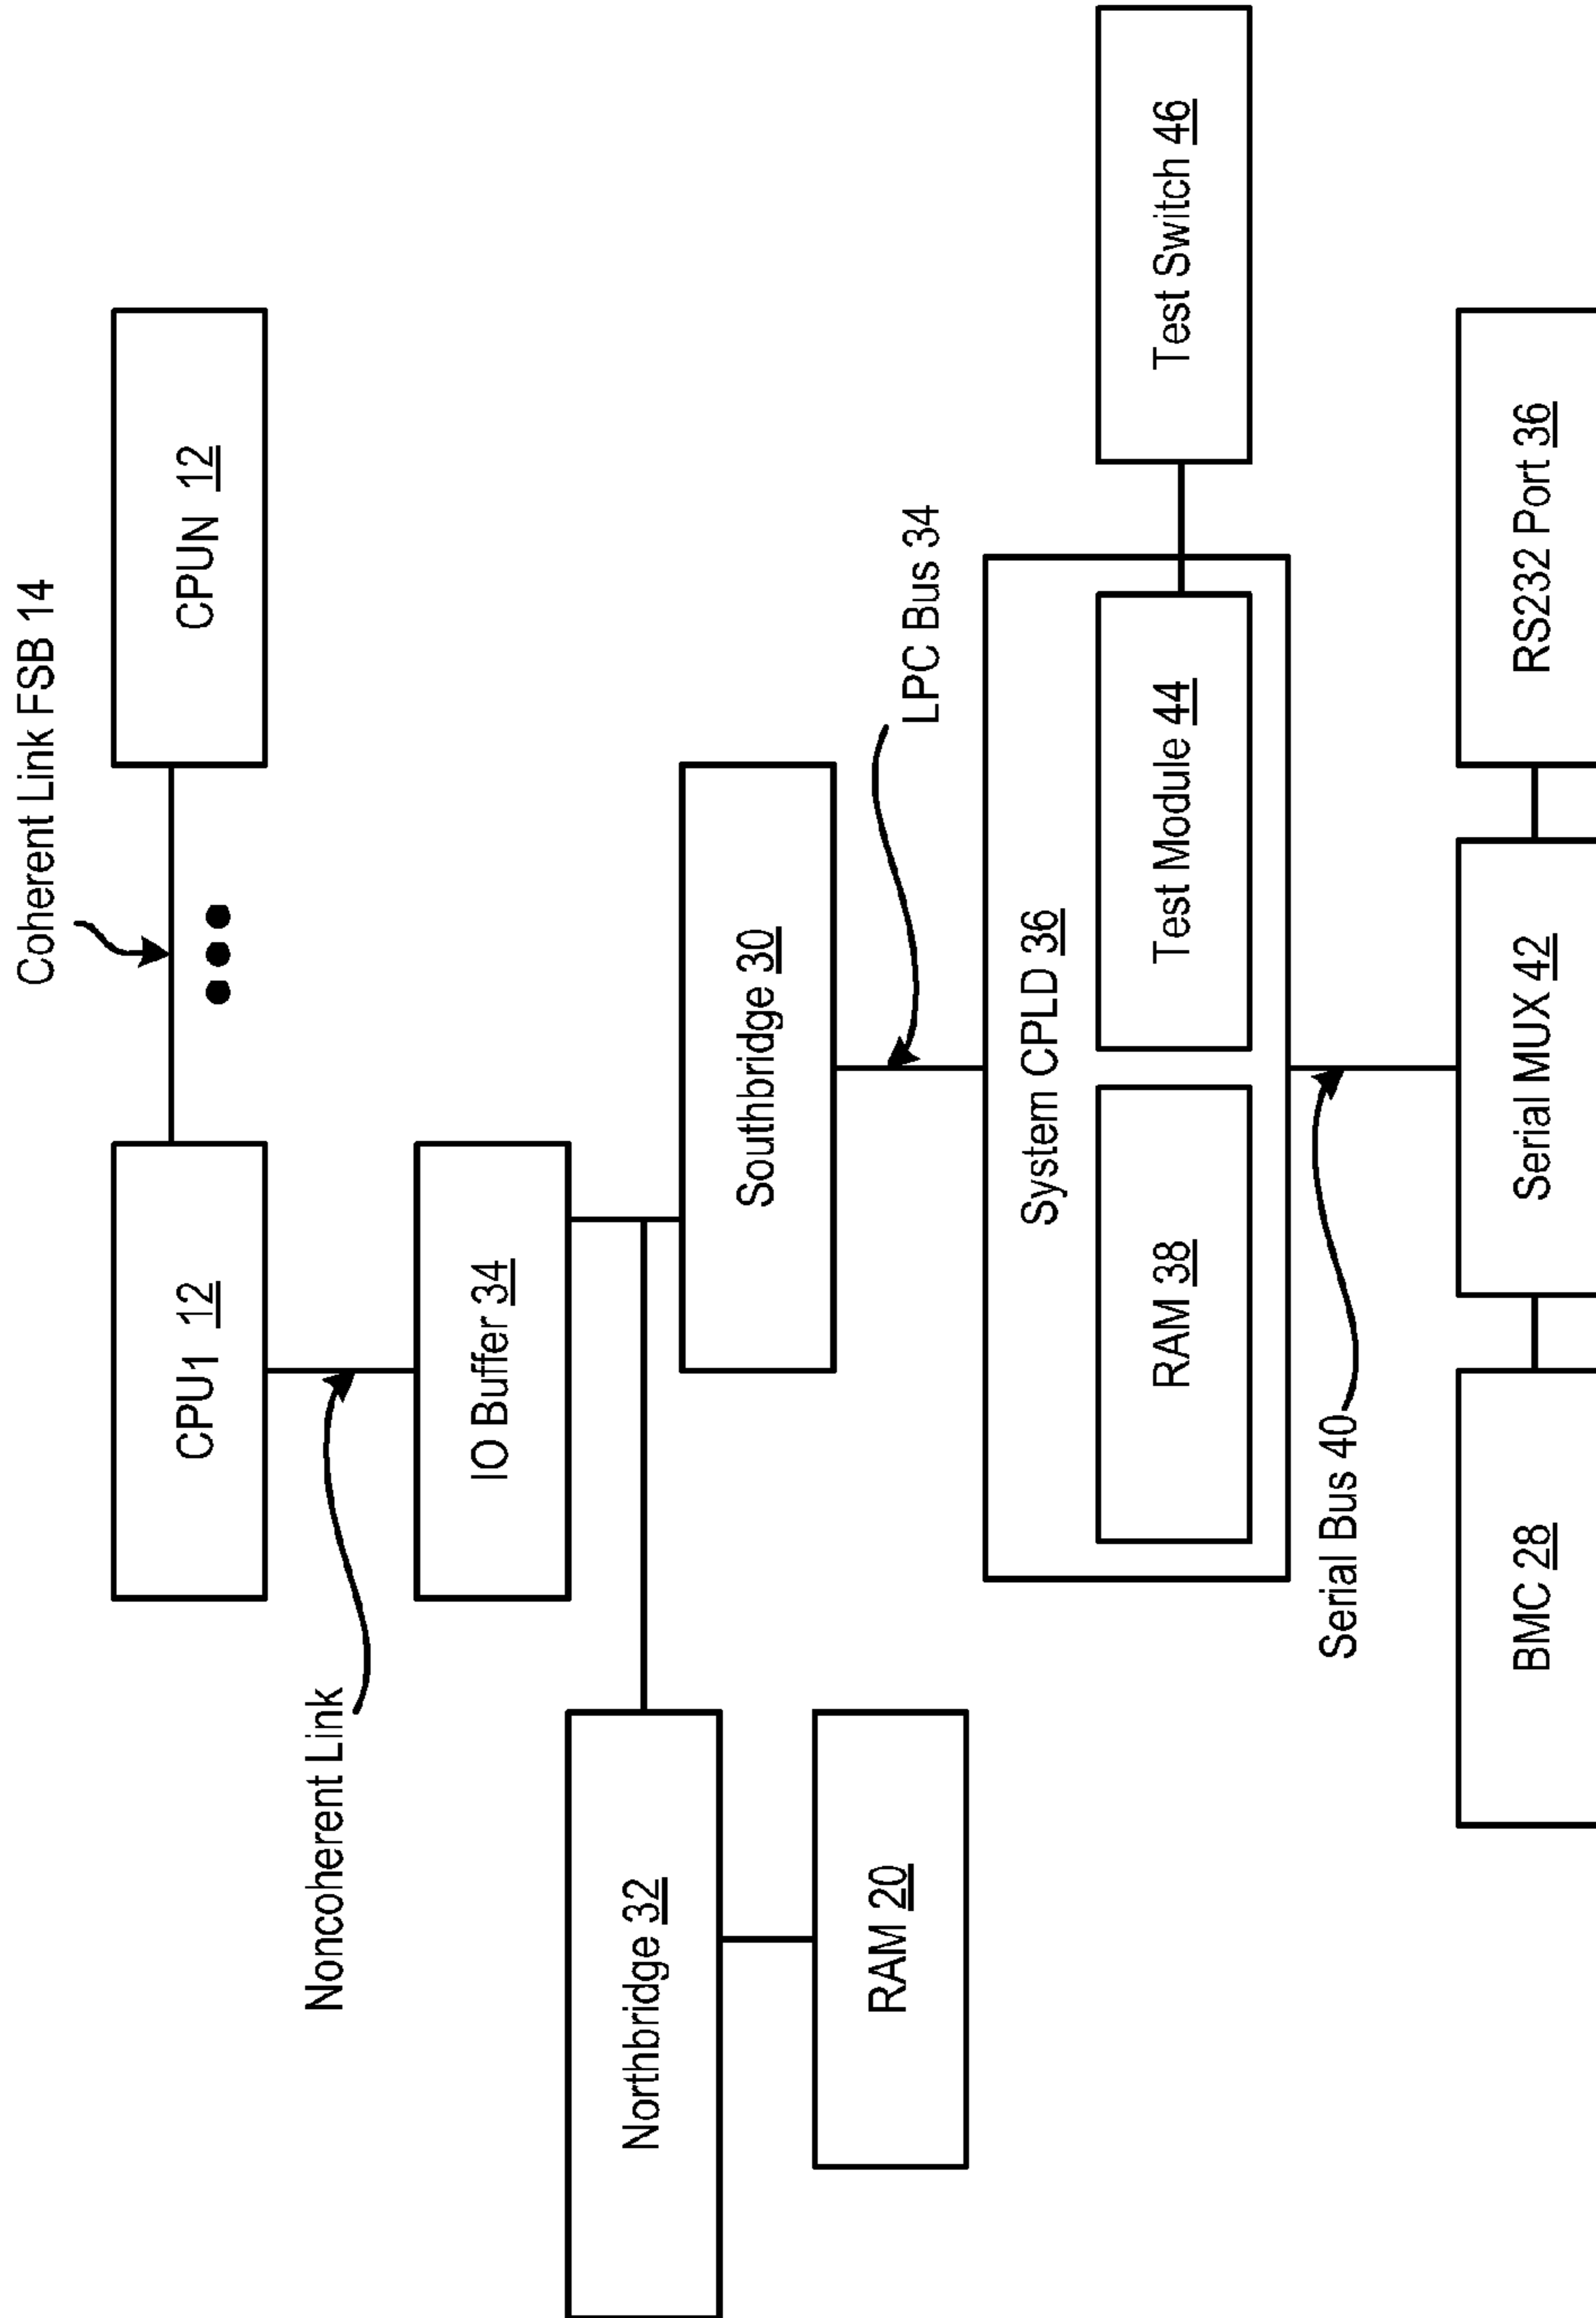 Coherent Link FSB 14
CPU1 12
CPUN 12
Noncoherent Link
IO Buffer 34
Northbridge 32
Southbridge 30
RAM 20
LPC Bus 34
System CPLD 36
RAM 38
Test Module 44
Test Switch 46
Serial Bus 40
BMC 28
Serial MUX 42
RS232 Port 36